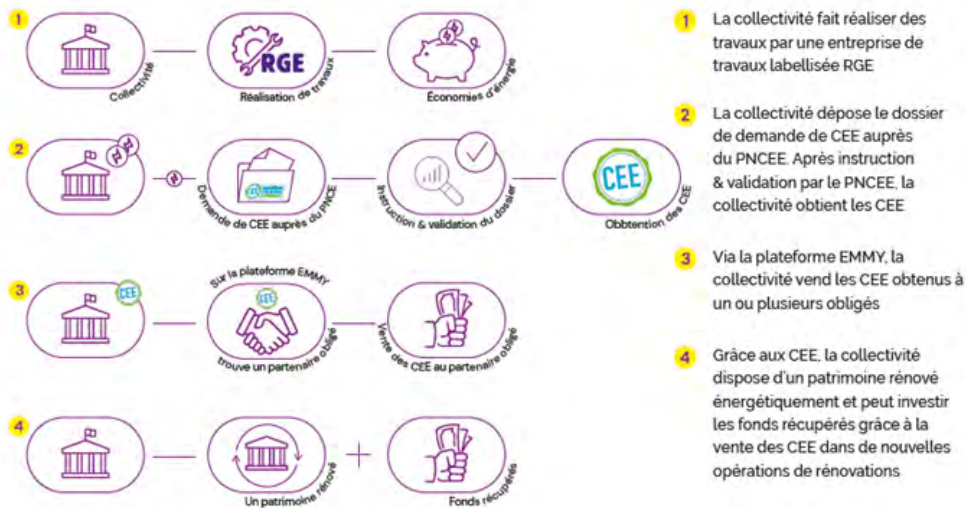 1
Collectivité
RGE
Réalisation de travaux
Économies d'énergie
2
Demande de CEE auprès du PNCE
Instruction & validation du dossier
CEE
Obbtention des CEE
3
CEE
Sur la plateforme EMMY
CEE
trouve un partenaire obligé
Vente des CEE au partenaire obligé
4
Un patrimoine rénové
+
Fonds récupérés
1 La collectivité fait réaliser des
travaux par une entreprise de
travaux labellisée RGE
2 La collectivité dépose le dossier
de demande de CEE auprès
du PNCEE. Après instruction
& validation par le PNCEE, la
collectivité obtient les CEE
3 Via la plateforme EMMY, la
collectivité vend les CEE obtenus à
un ou plusieurs obligés
4 Grâce aux CEE, la collectivité
dispose d'un patrimoine rénové
énergétiquement et peut investir
les fonds récupérés grâce à la
vente des CEE dans de nouvelles
opérations de rénovations